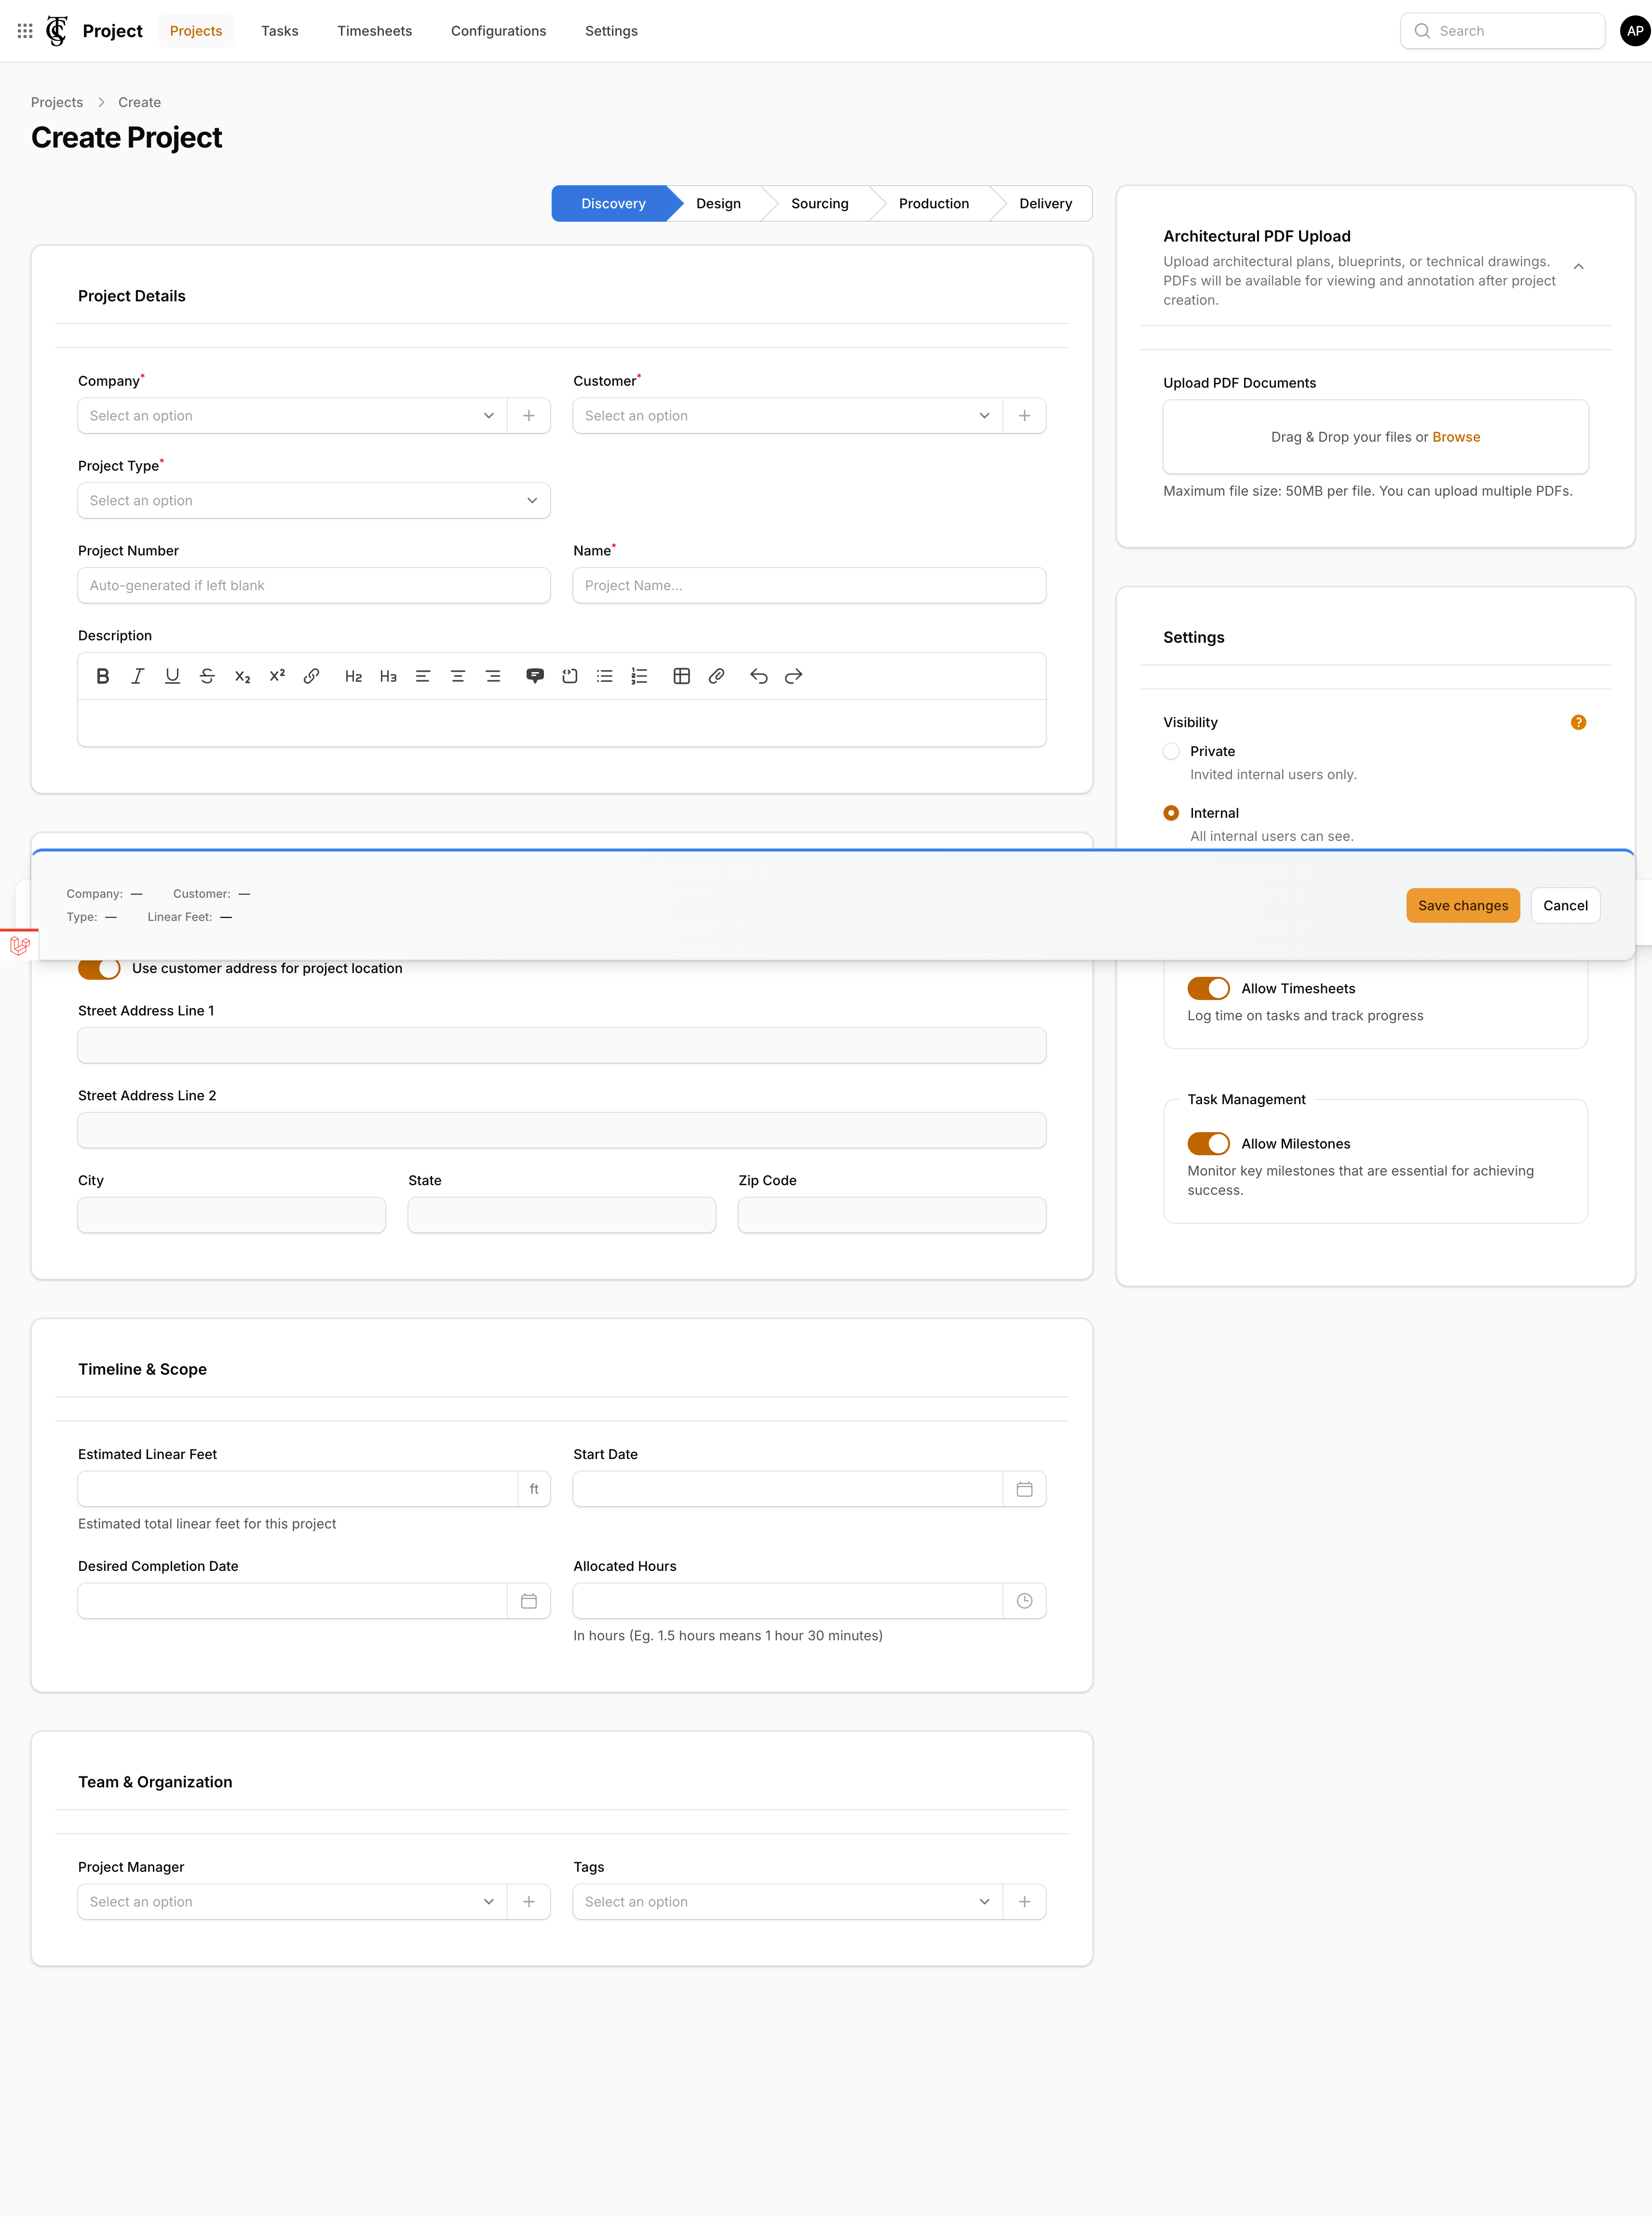 Project
Projects
Tasks
Timesheets
Configurations
Settings
Search
AP
Projects
Create
Create Project
Discovery
Design
Sourcing
Production
Delivery
Project Details
Company*
Customer*
Select an option
Select an option
Project Type*
Select an option
Project Number
Name*
Auto-generated if left blank
Project Name...
Description
B I U S X₂ X² H2 H3
Architectural PDF Upload
Upload architectural plans, blueprints, or technical drawings.
PDFs will be available for viewing and annotation after project
creation.
Upload PDF Documents
Drag & Drop your files or Browse
Maximum file size: 50MB per file. You can upload multiple PDFs.
Settings
Visibility
?
Private
Invited internal users only.
Internal
All internal users can see.
Company: —
Customer: —
Type: —
Linear Feet: —
Save changes
Cancel
Use customer address for project location
Street Address Line 1
Street Address Line 2
City
State
Zip Code
Allow Timesheets
Log time on tasks and track progress
Task Management
Allow Milestones
Monitor key milestones that are essential for achieving
success.
Timeline & Scope
Estimated Linear Feet
Start Date
ft
Estimated total linear feet for this project
Desired Completion Date
Allocated Hours
In hours (Eg. 1.5 hours means 1 hour 30 minutes)
Team & Organization
Project Manager
Tags
Select an option
Select an option